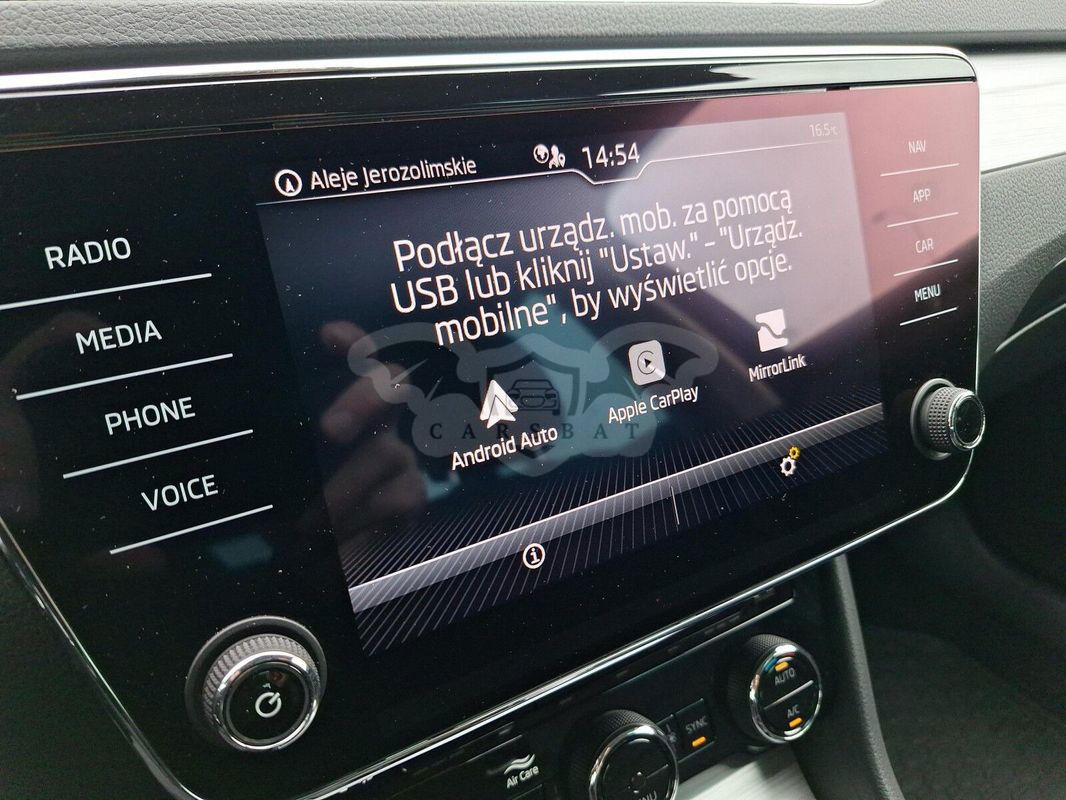 Aleje Jerozolimskie
14:54
16.5°C
RADIO
MEDIA
PHONE
VOICE
Podłącz urządz. mob. za pomocą
USB lub kliknij "Ustaw." - "Urządz.
mobilne", by wyświetlić opcje.
Android Auto
Apple CarPlay
MirrorLink
CARSBAT
NAV
APP
CAR
MENU
i
Air Care
MENU
SYNC
AUTO
A/C